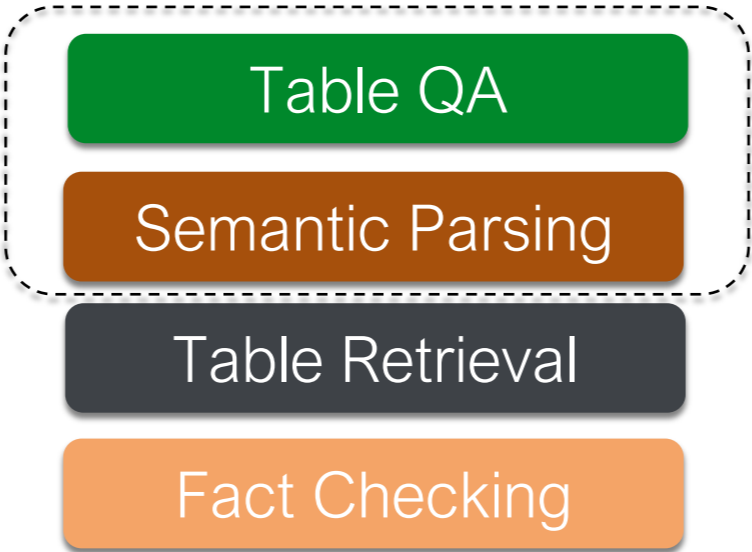 Table QA
Semantic Parsing
Table Retrieval
Fact Checking